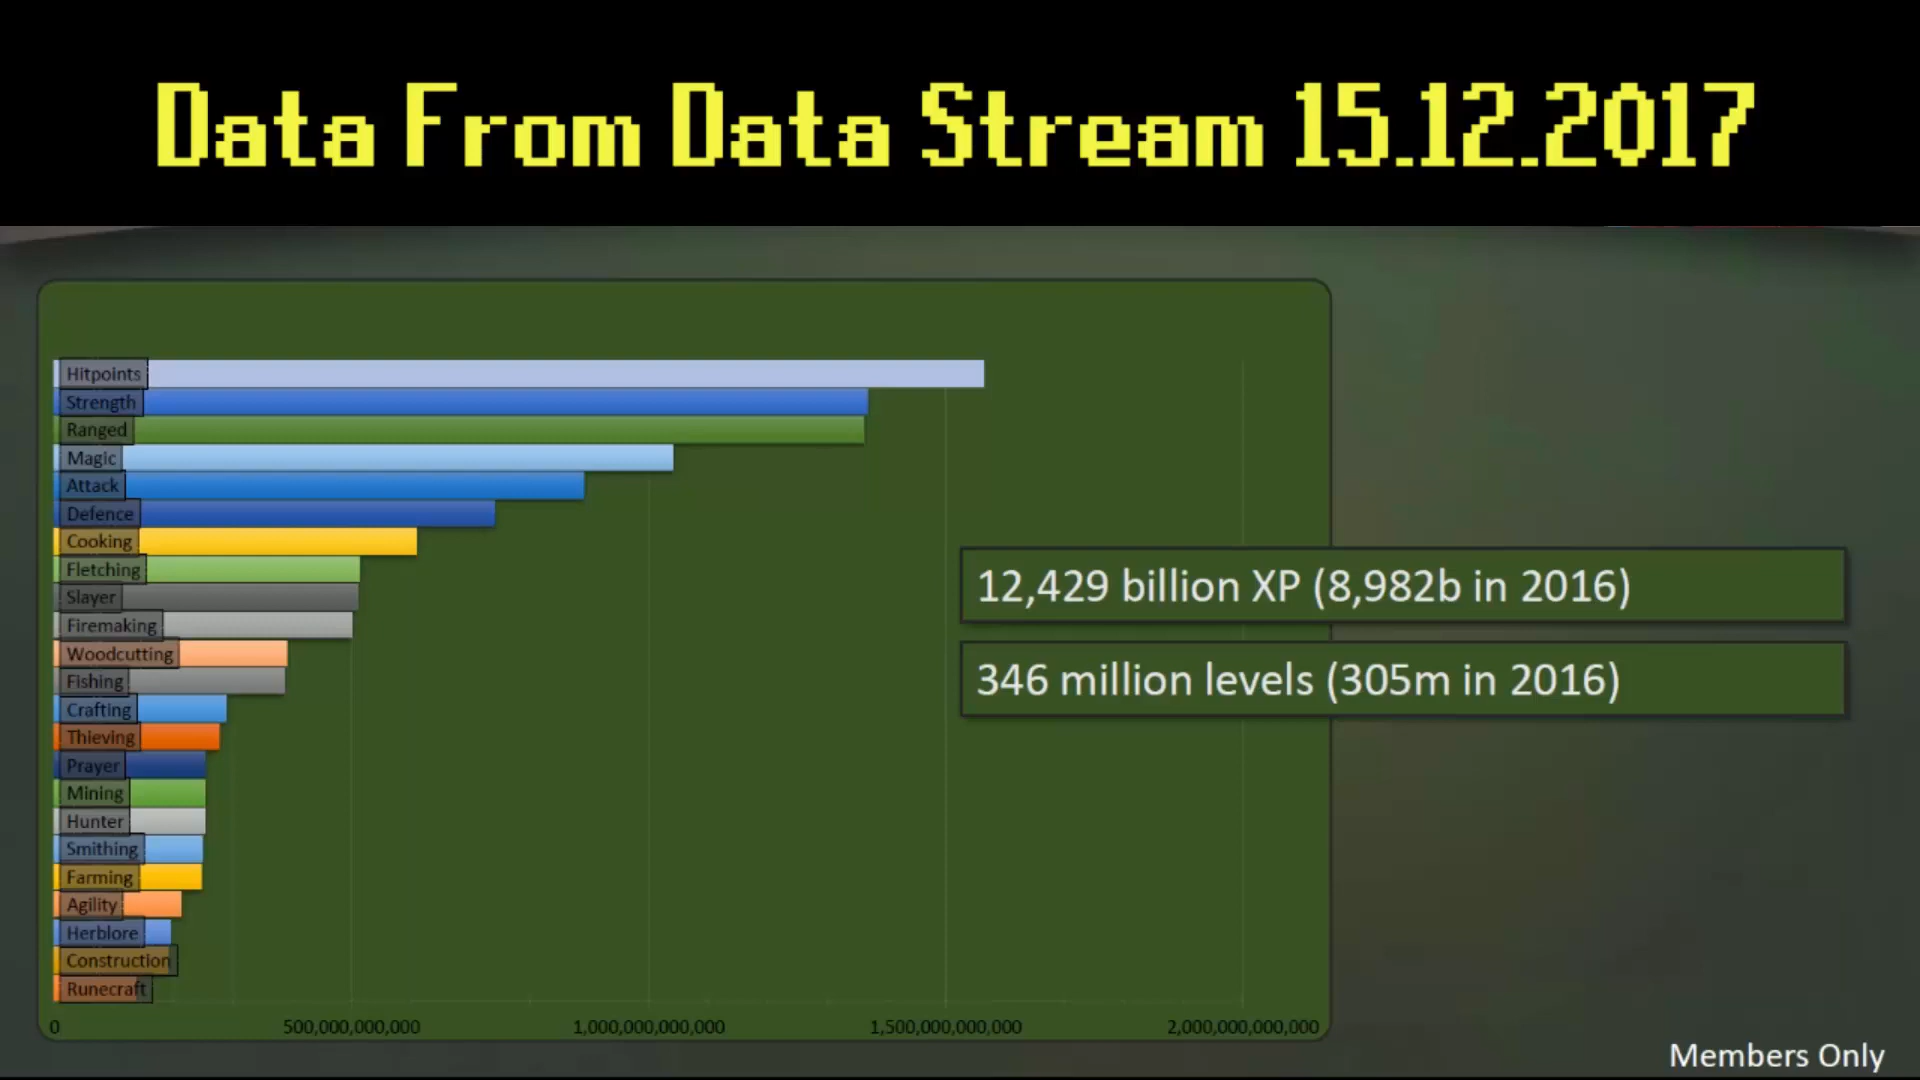 Data From Data Stream 15.12.2017
Hitpoints
Strength
Ranged
Magic
Attack
Defence
Cooking
Fletching
Slayer
Firemaking
Woodcutting
Fishing
Crafting
Thieving
Prayer
Mining
Hunter
Smithing
Farming
Agility
Herblore
Construction
Runecraft
0 500,000,000,000 1,000,000,000,000 1,500,000,000,000 2,000,000,000,000
12,429 billion XP (8,982b in 2016)
346 million levels (305m in 2016)
Members Only